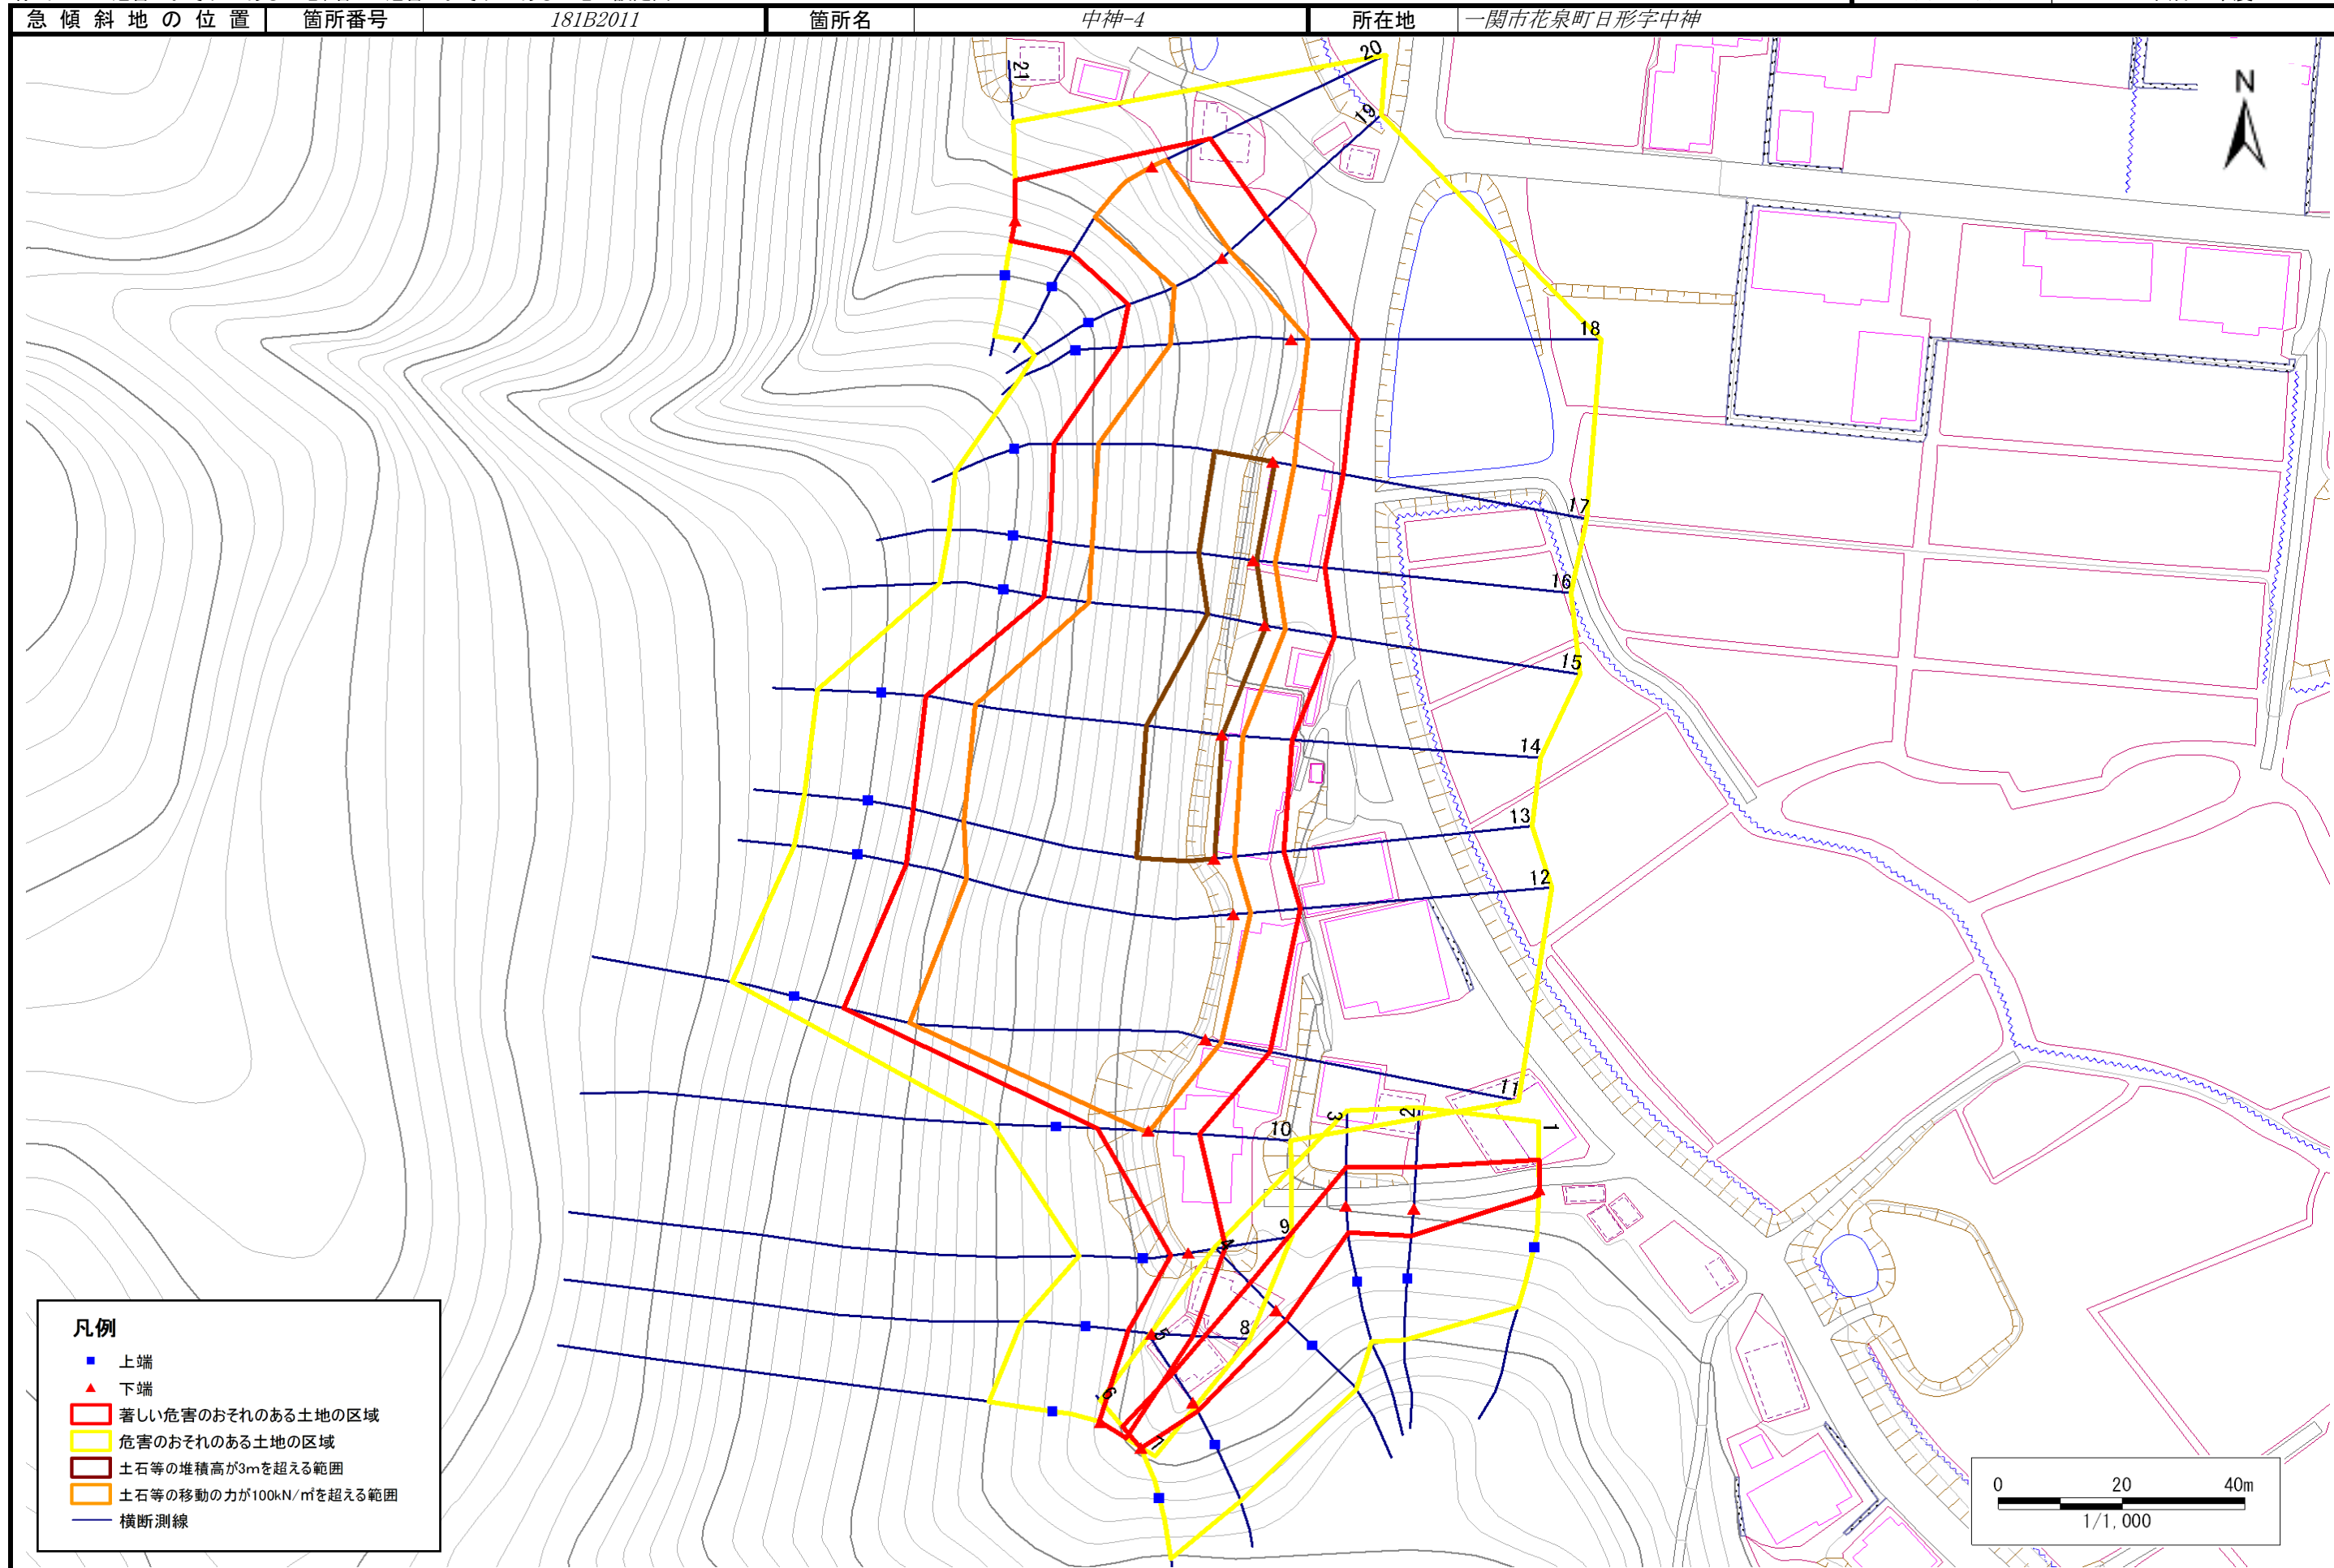 急傾斜地の位置 箇所番号 181B2011 箇所名 中神-4 所在地 一関市花泉町日形字中神
N
20
21
19
18
17
16
15
14
13
12
11
10
3
2
1
9
4
8
5
6
7
凡例
上端
下端
著しい危害のおそれのある土地の区域
危害のおそれのある土地の区域
土石等の堆積高が3mを超える範囲
土石等の移動の力が100kN/㎡を超える範囲
横断測線
0 20 40m
1/1,000